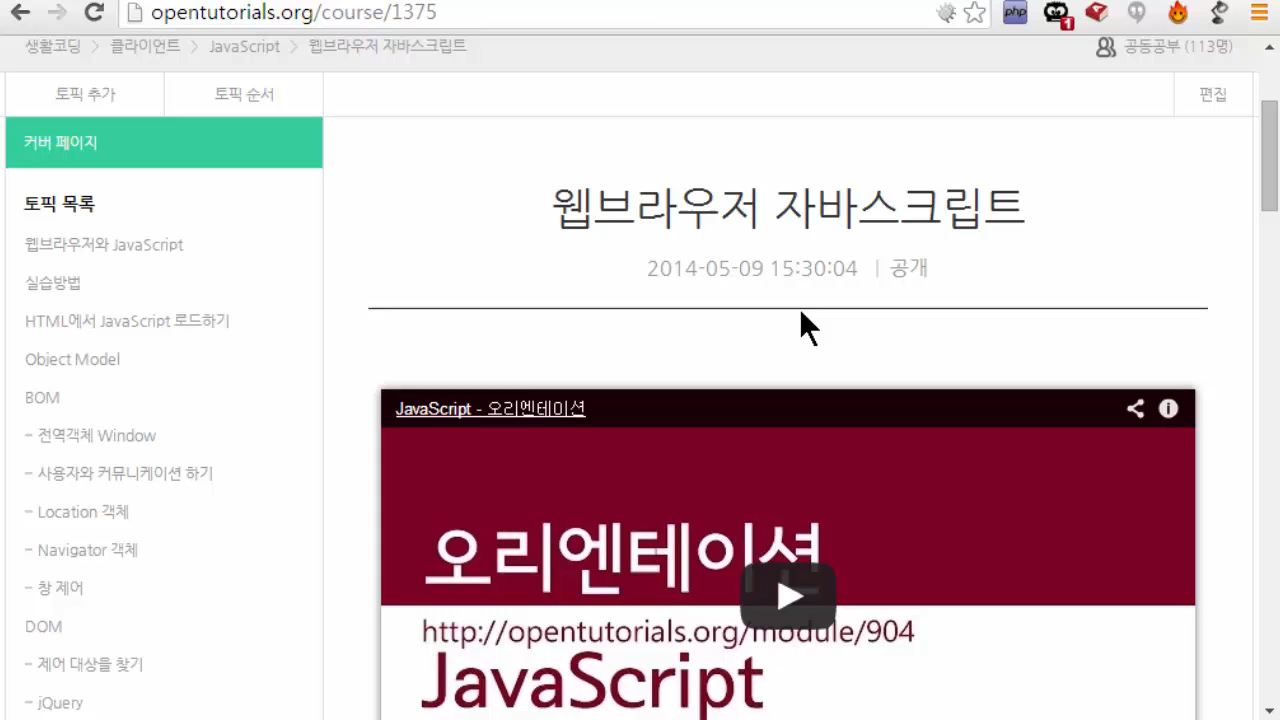 opentutorials.org/course/1375
php
1
생활코딩 > 클라이언트 > JavaScript > 웹브라우저 자바스크립트
공동공부 (113명)
토픽 추가
토픽 순서
편집
커버 페이지
토픽 목록
웹브라우저와 JavaScript
실습방법
HTML에서 JavaScript 로드하기
Object Model
BOM
- 전역객체 Window
- 사용자와 커뮤니케이션 하기
- Location 객체
- Navigator 객체
- 창 제어
DOM
- 제어 대상을 찾기
- jQuery
웹브라우저 자바스크립트
2014-05-09 15:30:04 | 공개
JavaScript - 오리엔테이션
오리엔테이션
http://opentutorials.org/module/904
JavaScript